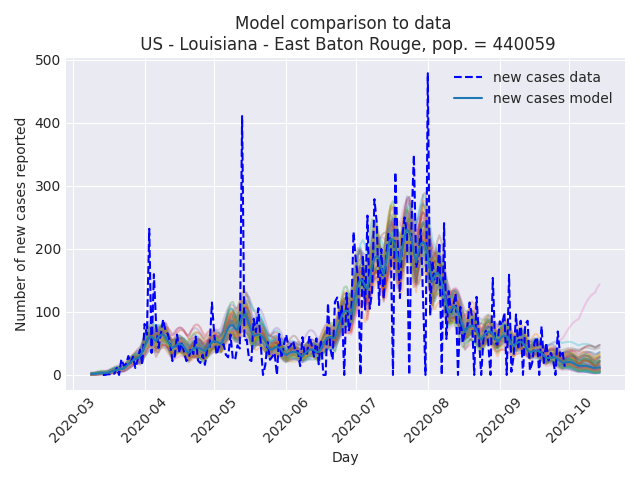 Model comparison to data
US - Louisiana - East Baton Rouge, pop. = 440059
new cases data
new cases model
Number of new cases reported
500
400
300
200
100
0
2020-03
2020-04
2020-05
2020-06
2020-07
2020-08
2020-09
2020-10
Day